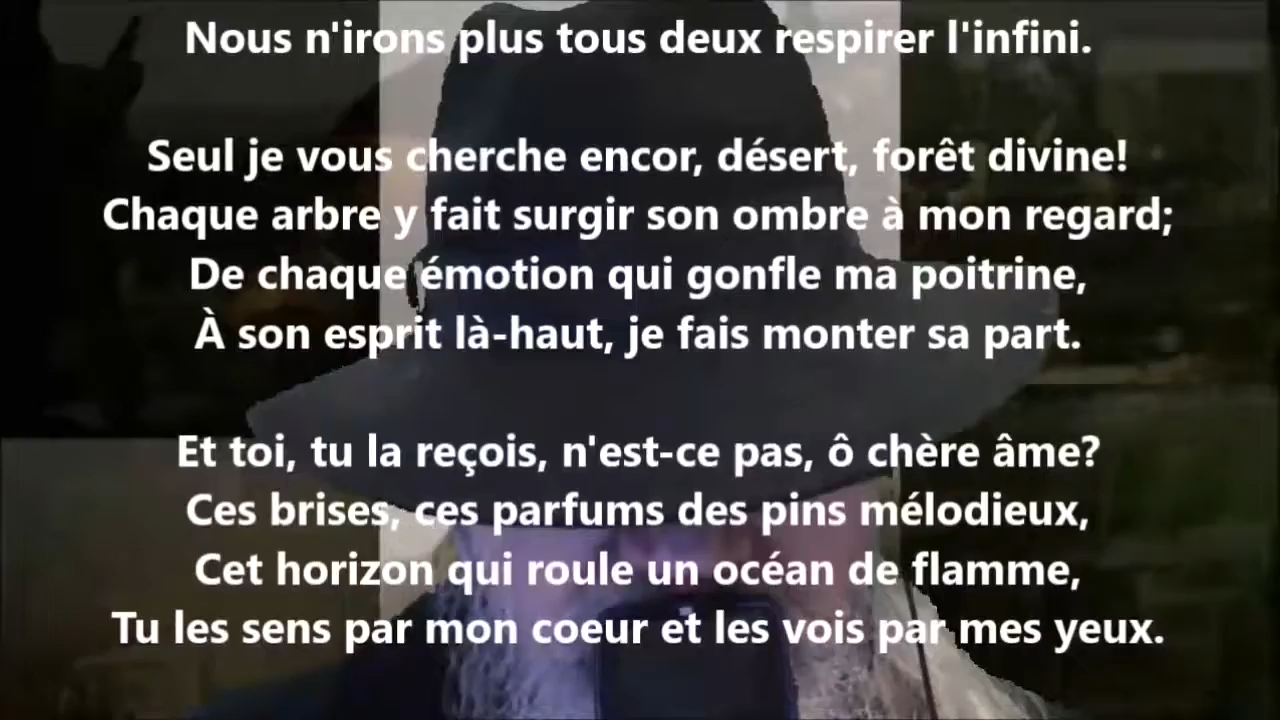 Nous n'irons plus tous deux respirer l'infini.
Seul je vous cherche encor, désert, forêt divine!
Chaque arbre y fait surgir son ombre à mon regard;
De chaque émotion qui gonfle ma poitrine,
À son esprit là-haut, je fais monter sa part.
Et toi, tu la reçois, n'est-ce pas, ô chère âme?
Ces brises, ces parfums des pins mélodieux,
Cet horizon qui roule un océan de flamme,
Tu les sens par mon coeur et les vois par mes yeux.